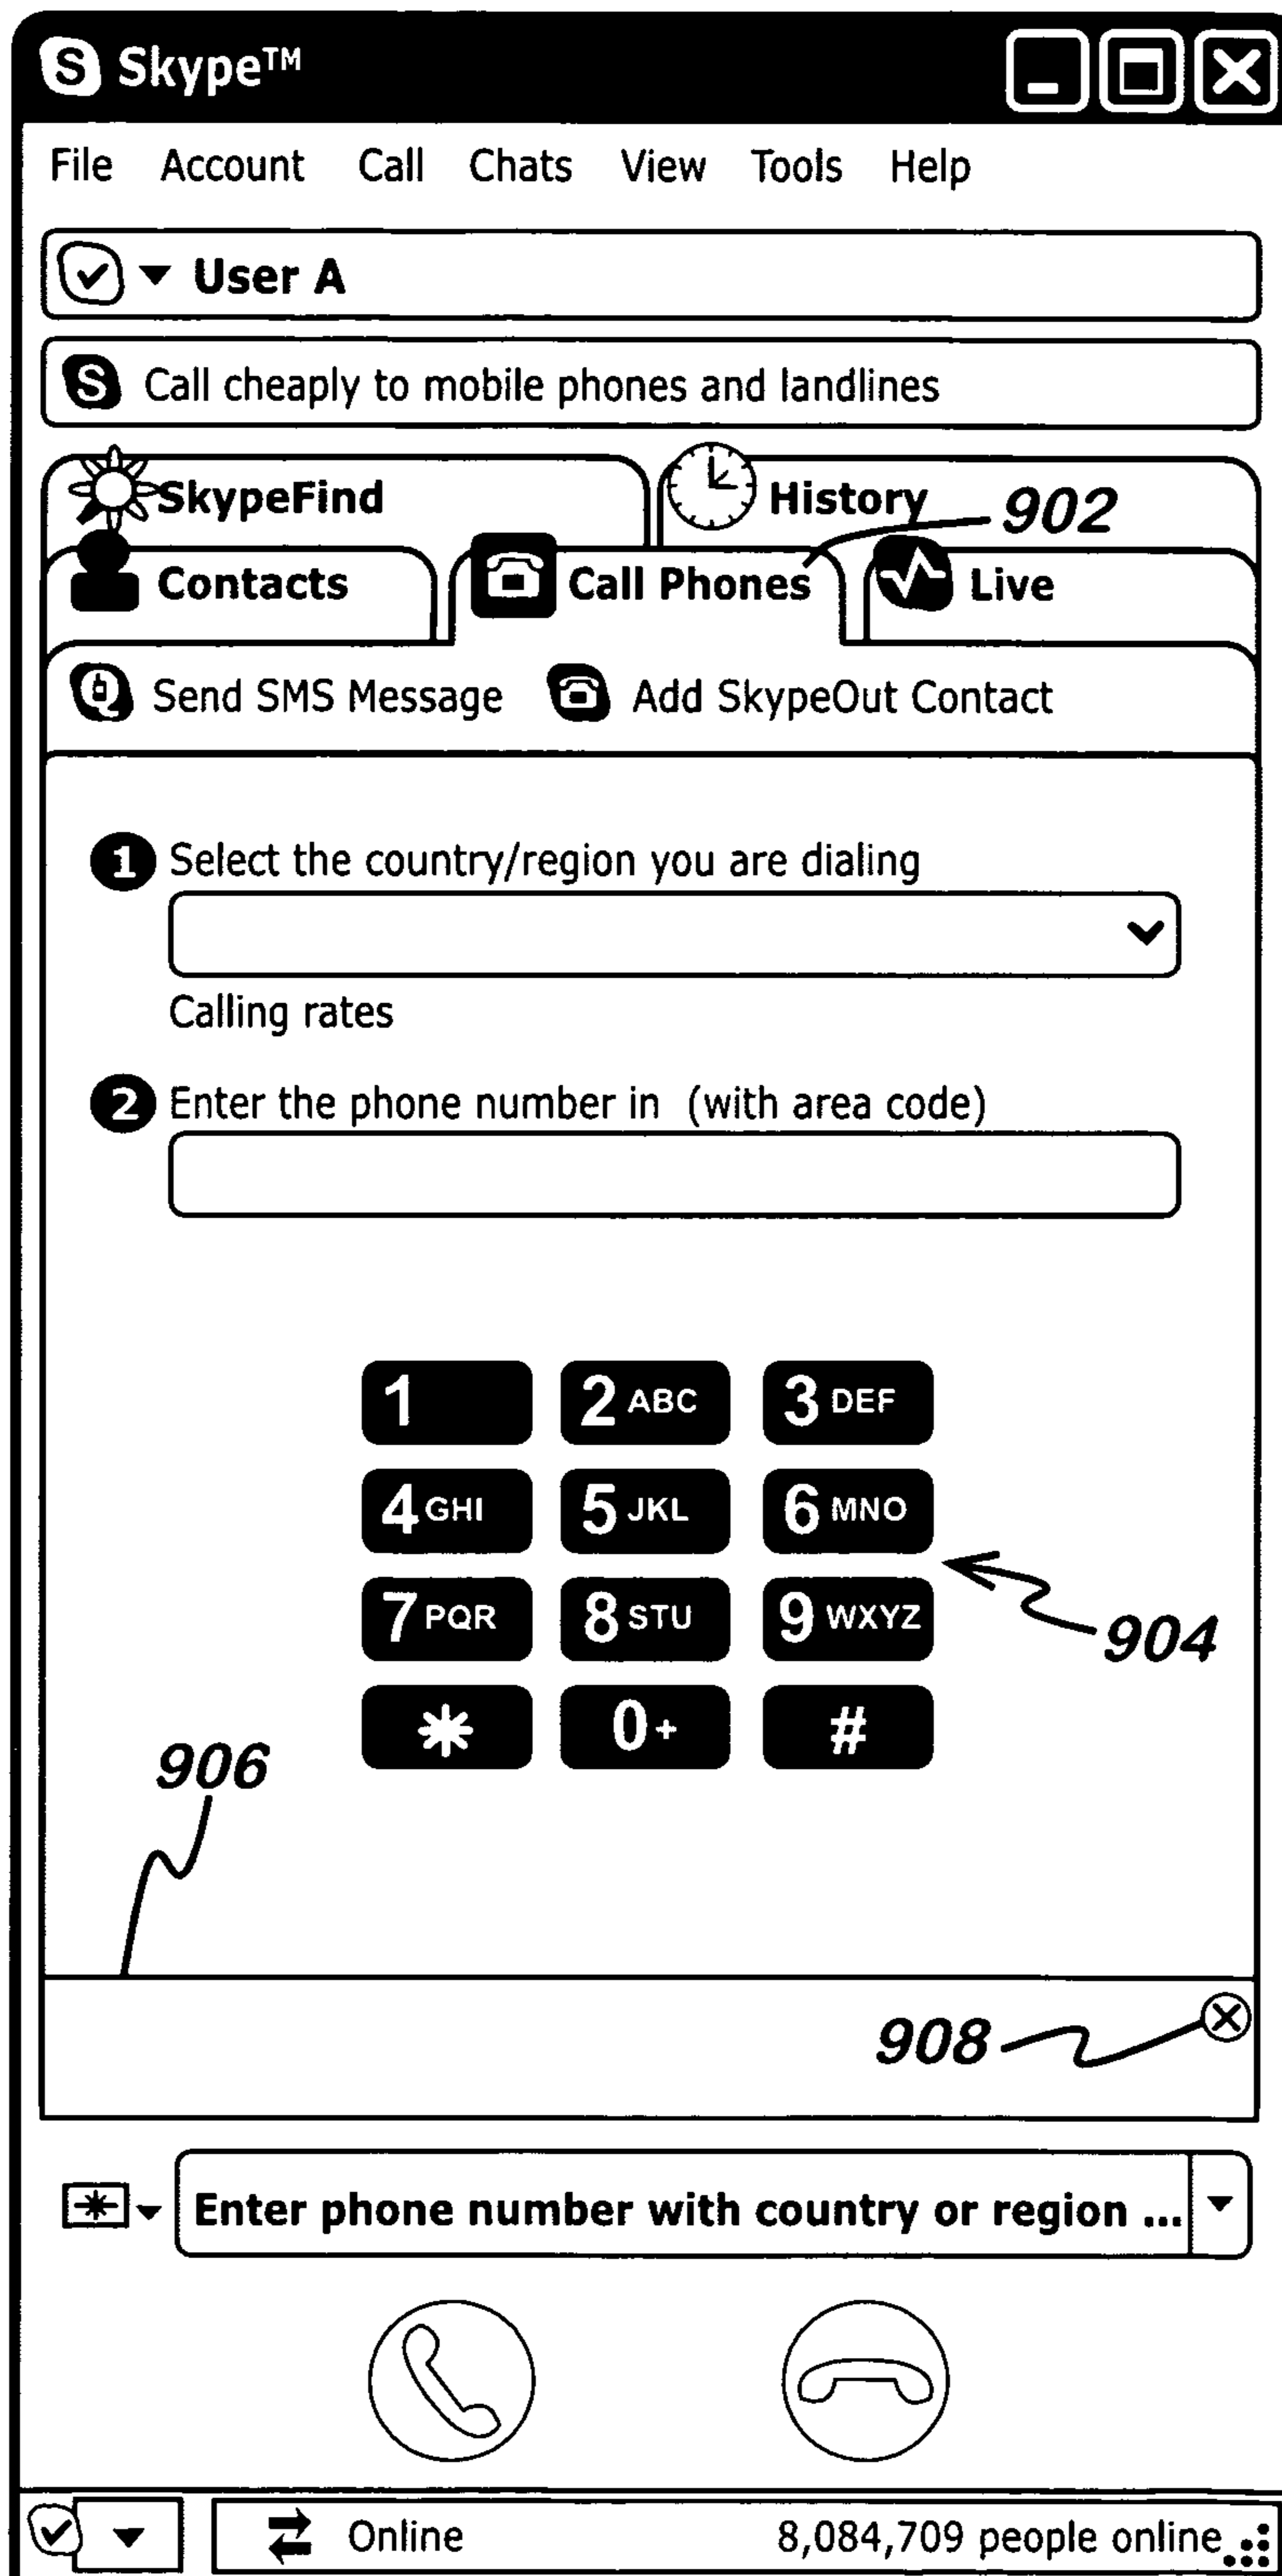 S Skype™
File Account Call Chats View Tools Help
User A
S Call cheaply to mobile phones and landlines
SkypeFind History 902
Contacts Call Phones Live
Send SMS Message Add SkypeOut Contact
1 Select the country/region you are dialing
Calling rates
2 Enter the phone number in (with area code)
1 2 ABC 3 DEF
4 GHI 5 JKL 6 MNO
7 PQR 8 STU 9 WXYZ
904
* 0+ #
906
908
* Enter phone number with country or region ...
Online 8,084,709 people online